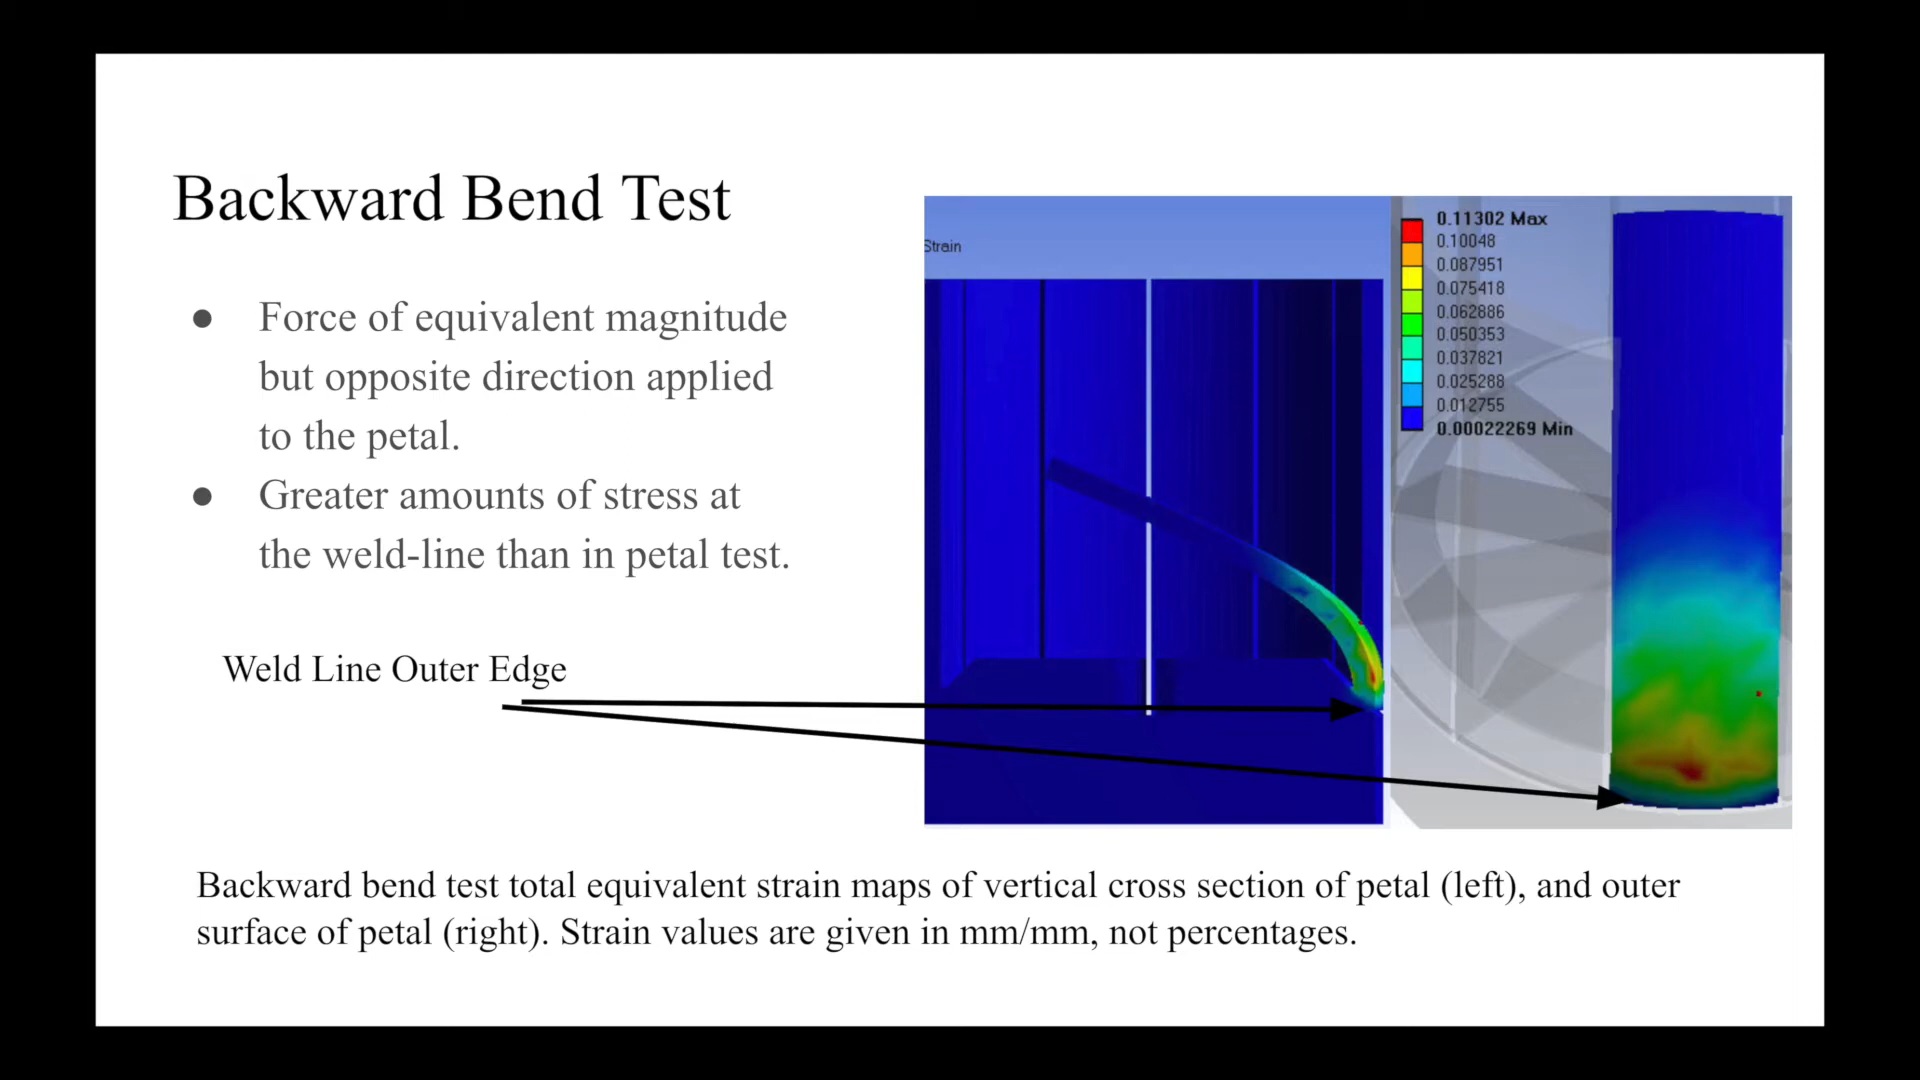 Backward Bend Test
● Force of equivalent magnitude
but opposite direction applied
to the petal.
● Greater amounts of stress at
the weld-line than in petal test.
Weld Line Outer Edge
Strain
0.11302 Max
0.10048
0.087951
0.075418
0.062886
0.050353
0.037821
0.025288
0.012755
0.00022269 Min
Backward bend test total equivalent strain maps of vertical cross section of petal (left), and outer
surface of petal (right). Strain values are given in mm/mm, not percentages.